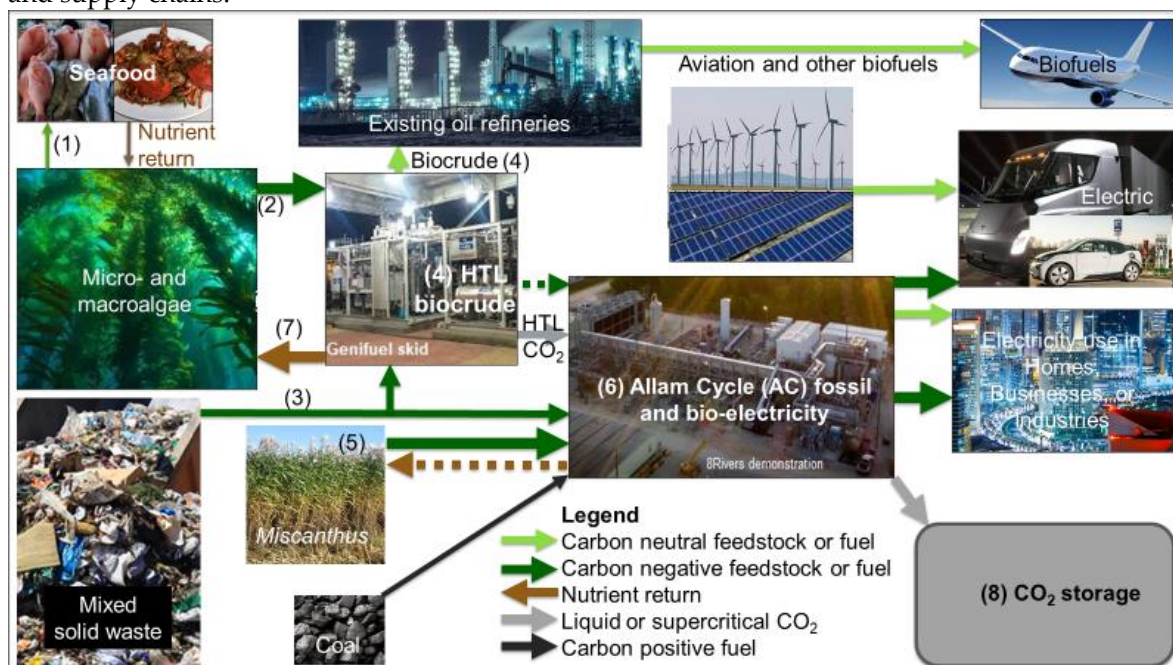 and supply chains.
Seafood
(1)
Nutrient
return
Existing oil refineries
Aviation and other biofuels
Biofuels
Biocrude (4)
(2)
Micro- and
macroalgae
(4) HTL
biocrude
Genifuel skid
(7)
HTL
CO₂
Electric
(6) Allam Cycle (AC) fossil
and bio-electricity
8Rivers demonstration
Electricity use in
Homes,
Businesses, or
Industries
(3)
(5)
Miscanthus
Mixed
solid waste
Coal
Legend
Carbon neutral feedstock or fuel
Carbon negative feedstock or fuel
Nutrient return
Liquid or supercritical CO₂
Carbon positive fuel
(8) CO₂ storage